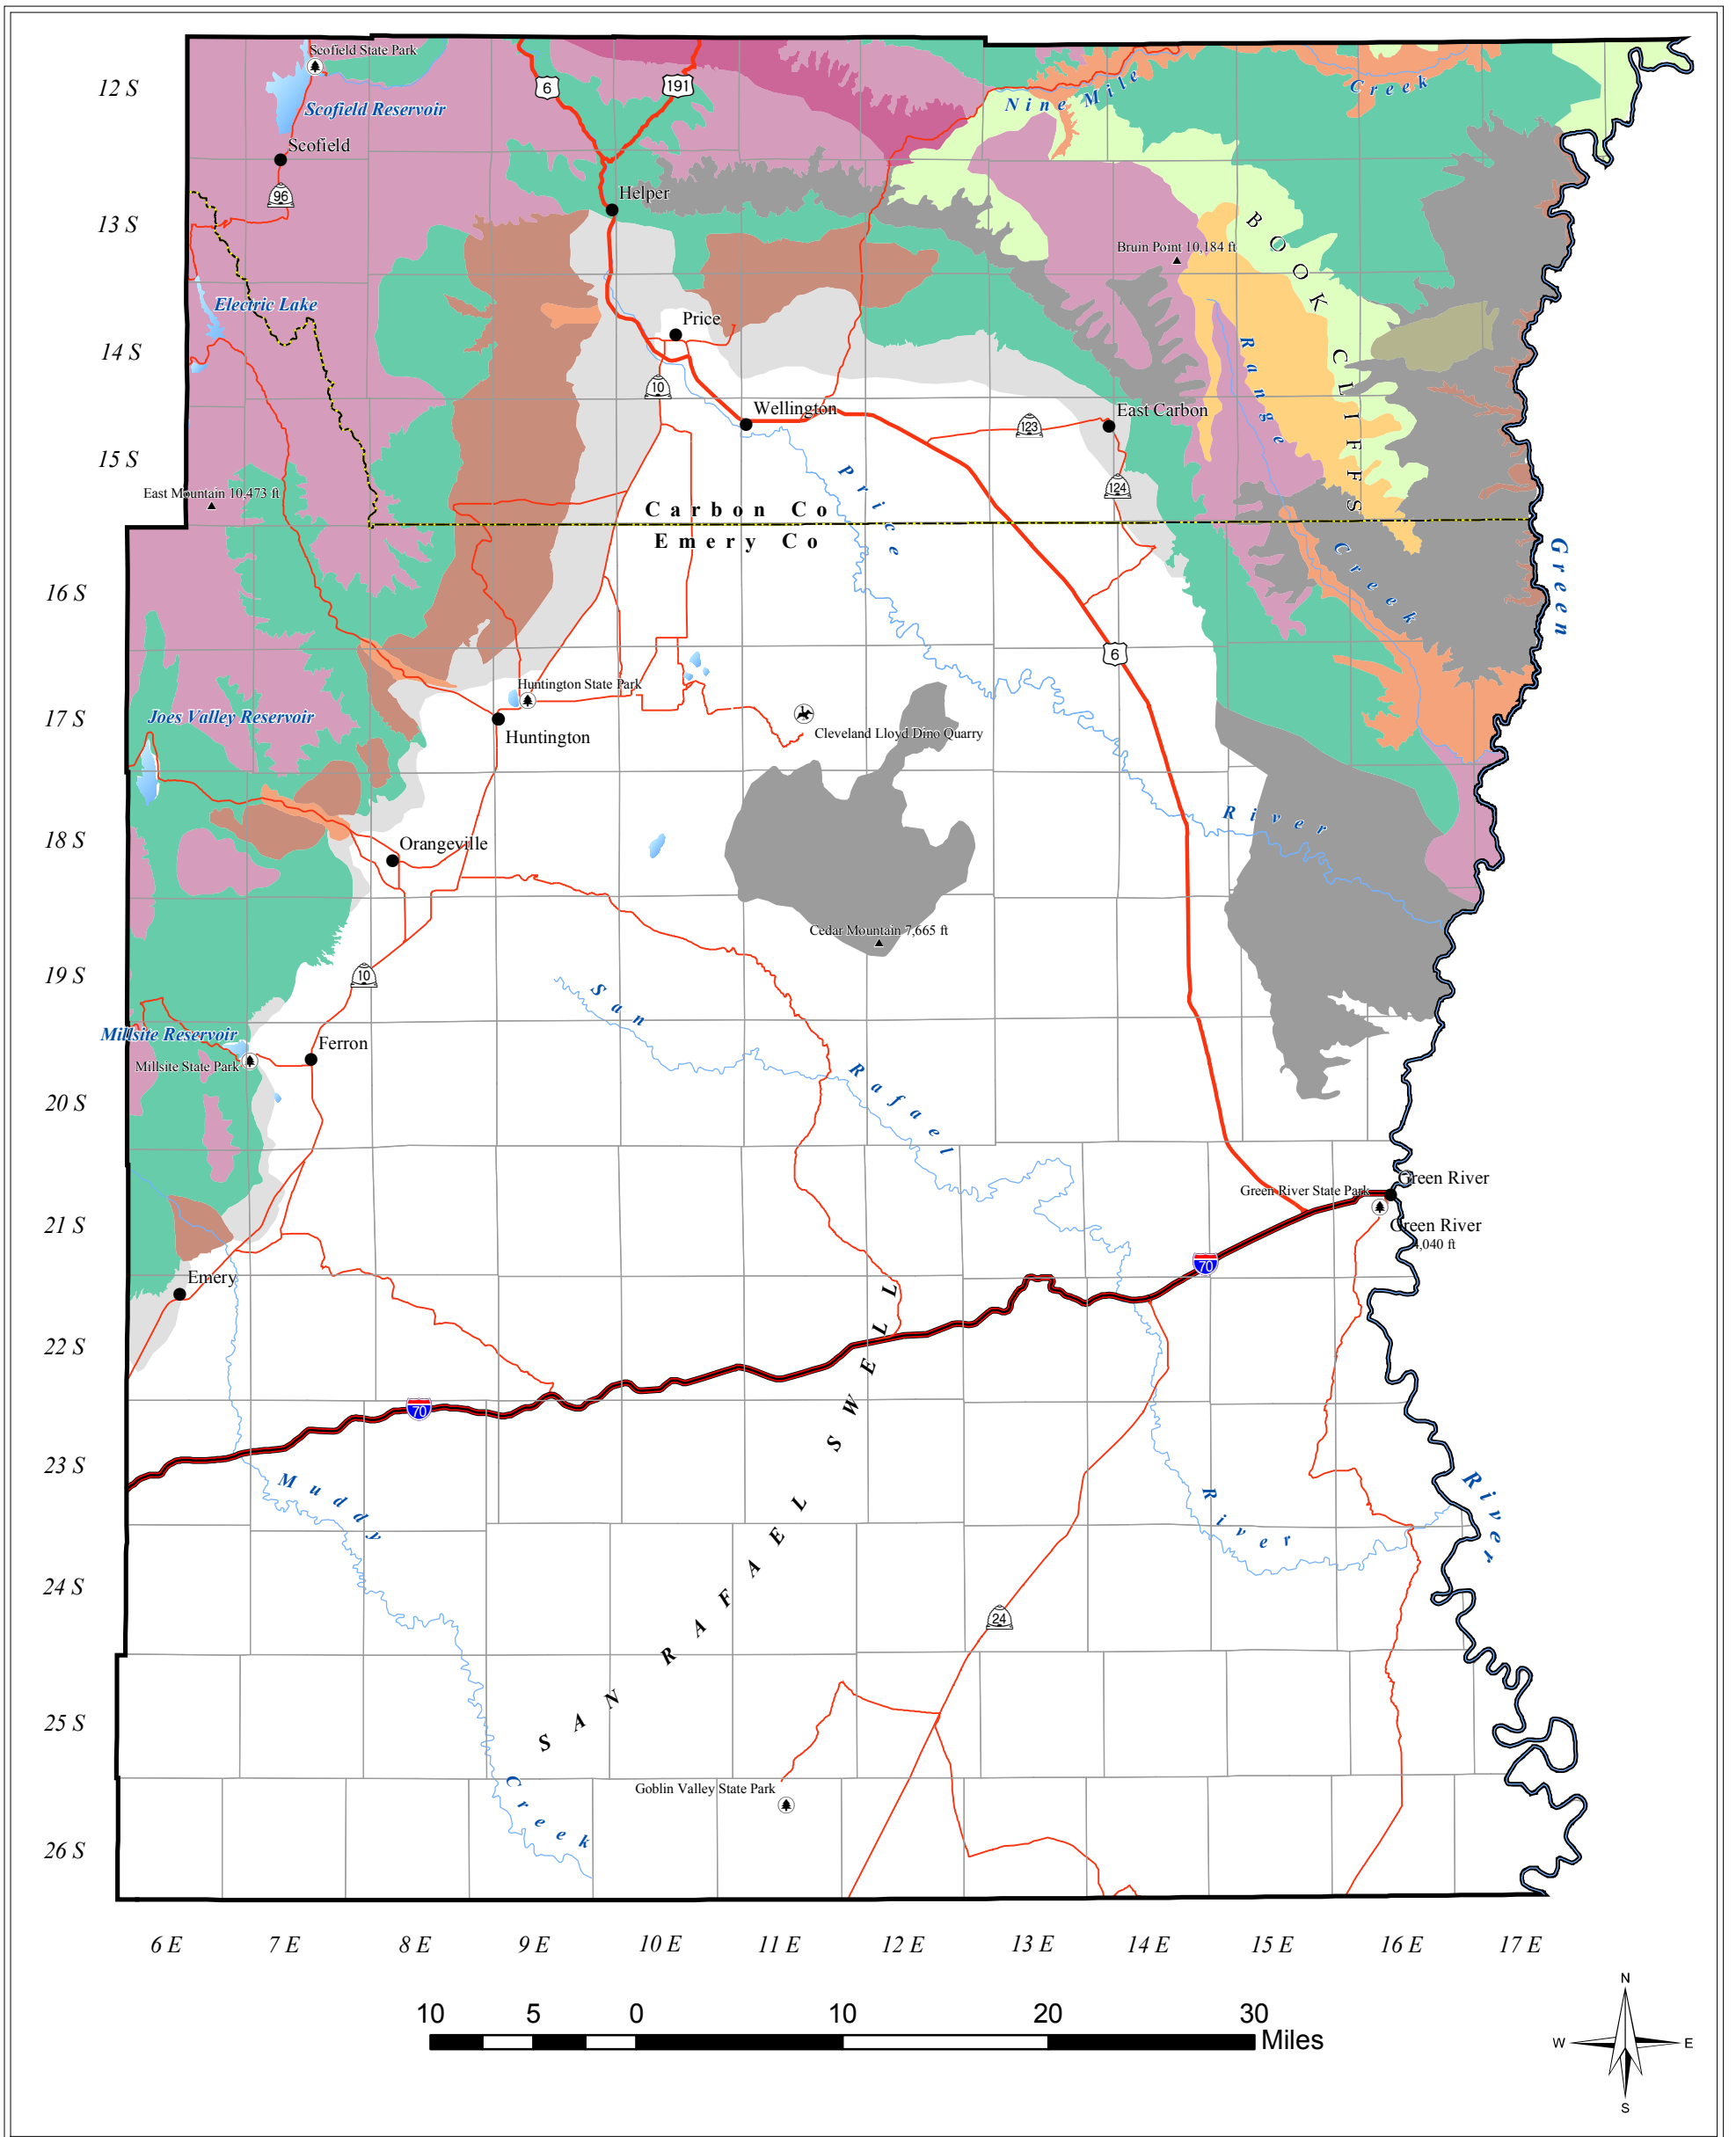 Scofield State Park
12 S
6
191
Nine Mile
Creek
Scofield Reservoir
Scofield
96
Helper
13 S
BOOK CLIFFS
Bruin Point 10,184 ft
Electric Lake
Price
14 S
Range
10
Wellington
123
East Carbon
15 S
Price
124
East Mountain 10,473 ft
Carbon Co
Emery Co
Creek
Green
16 S
6
Huntington State Park
17 S
Joes Valley Reservoir
Huntington
Cleveland Lloyd Dino Quarry
River
18 S
Orangeville
Cedar Mountain 7,665 ft
19 S
10
San
Millsite Reservoir
Ferron
Millsite State Park
Rafael
20 S
Green River
Green River State Park
21 S
Green River
4,040 ft
70
Emery
22 S
SAN RAFAEL SWELL
70
23 S
Muddy
River
River
24 S
24
25 S
Goblin Valley State Park
Creek
26 S
6 E 7 E 8 E 9 E 10 E 11 E 12 E 13 E 14 E 15 E 16 E 17 E
N
10 5 0 10 20 30
Miles
W E
S